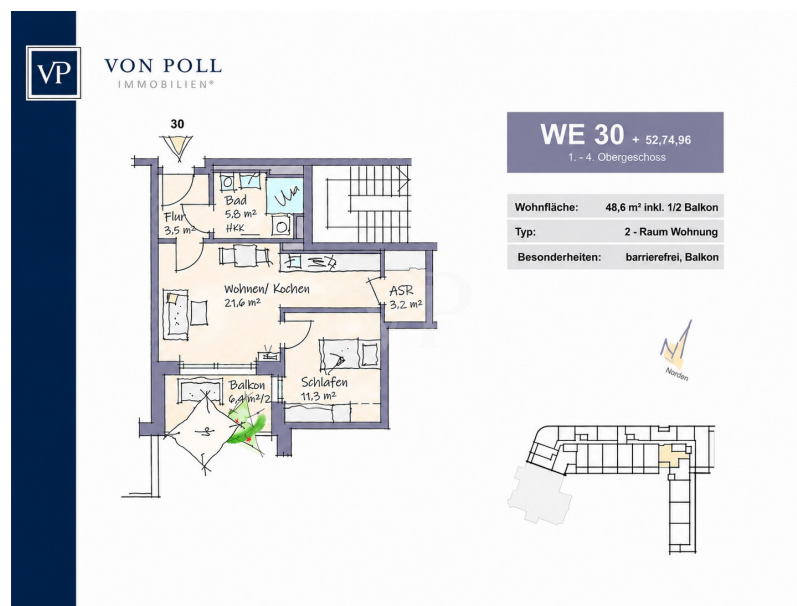 VP
VON POLL
IMMOBILIEN®
30
WE 30 + 52,74,96
1. - 4. Obergeschoss
Wohnfläche: 48,6 m² inkl. 1/2 Balkon
Typ: 2 - Raum Wohnung
Besonderheiten: barrierefrei, Balkon
Bad
5,8 m²
HKK
Flur
3,5 m²
Wohnen/ Kochen
21,6 m²
ASR
3,2 m²
Balkon
6,4 m²/2
Schlafen
11,3 m²
Norden